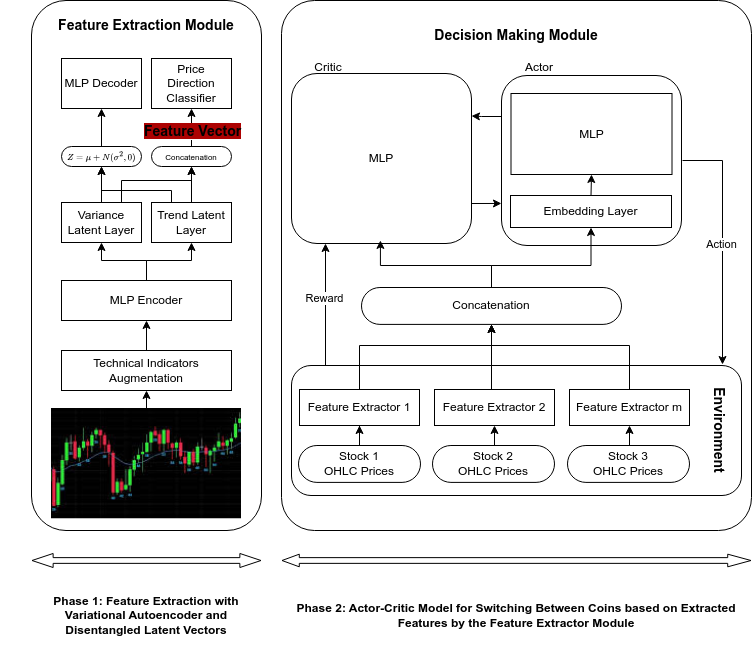 Feature Extraction Module
MLP Decoder
Price
Direction
Classifier
Feature Vector
Z = μ + N(σ², 0)
Concatenation
Variance
Latent Layer
Trend Latent
Layer
MLP Encoder
Technical Indicators
Augmentation
Phase 1: Feature Extraction with
Variational Autoencoder and
Disentangled Latent Vectors
Decision Making Module
Critic
Actor
MLP
MLP
Embedding Layer
Action
Reward
Concatenation
Feature Extractor 1
Feature Extractor 2
Feature Extractor m
Environment
Stock 1
OHLC Prices
Stock 2
OHLC Prices
Stock 3
OHLC Prices
Phase 2: Actor-Critic Model for Switching Between Coins based on Extracted
Features by the Feature Extractor Module